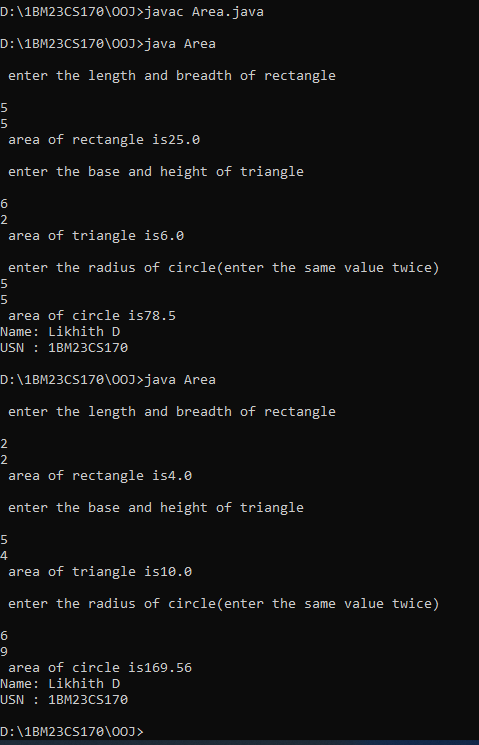 D:\1BM23CS170\OOJ>javac Area.java
D:\1BM23CS170\OOJ>java Area
enter the length and breadth of rectangle
5
5
area of rectangle is25.0
enter the base and height of triangle
6
2
area of triangle is6.0
enter the radius of circle(enter the same value twice)
5
5
area of circle is78.5
Name: Likhith D
USN : 1BM23CS170
D:\1BM23CS170\OOJ>java Area
enter the length and breadth of rectangle
2
2
area of rectangle is4.0
enter the base and height of triangle
5
4
area of triangle is10.0
enter the radius of circle(enter the same value twice)
6
9
area of circle is169.56
Name: Likhith D
USN : 1BM23CS170
D:\1BM23CS170\OOJ>